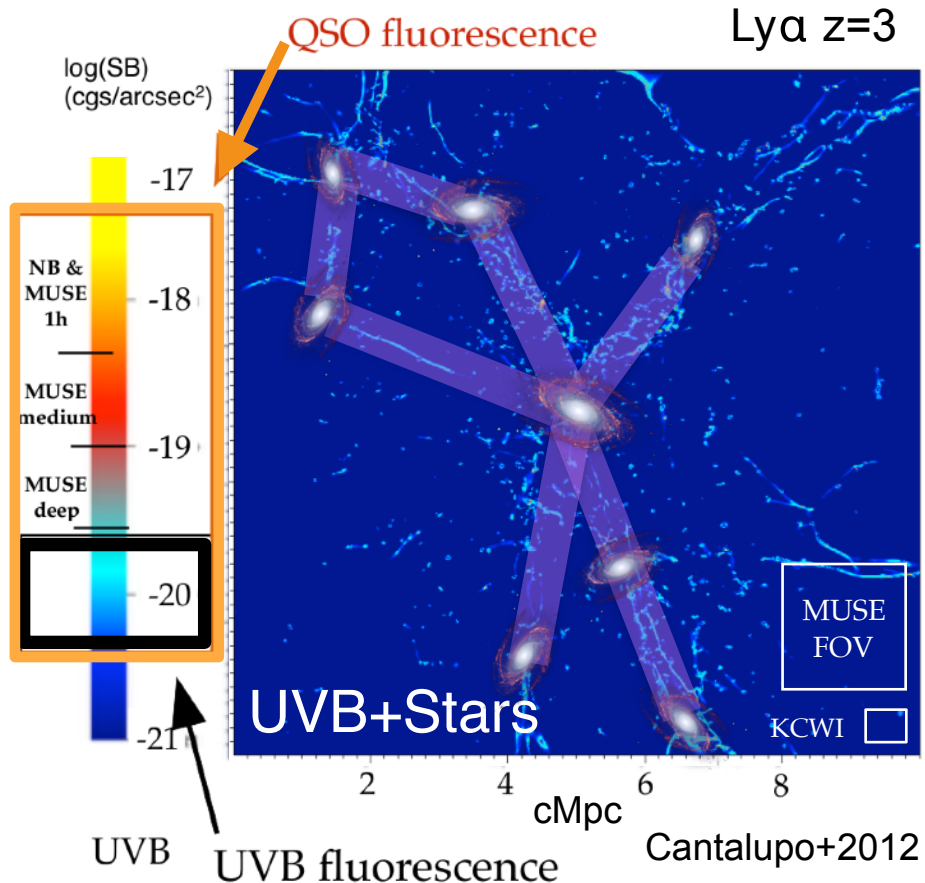 QSO fluorescence
Lyα z=3
log(SB)
(cgs/arcsec²)
-17
NB &
MUSE
1h
-18
MUSE
medium
-19
MUSE
deep
-20
-21
UVB+Stars
MUSE
FOV
KCWI
2 4 6 8
cMpc
UVB
UVB fluorescence
Cantalupo+2012